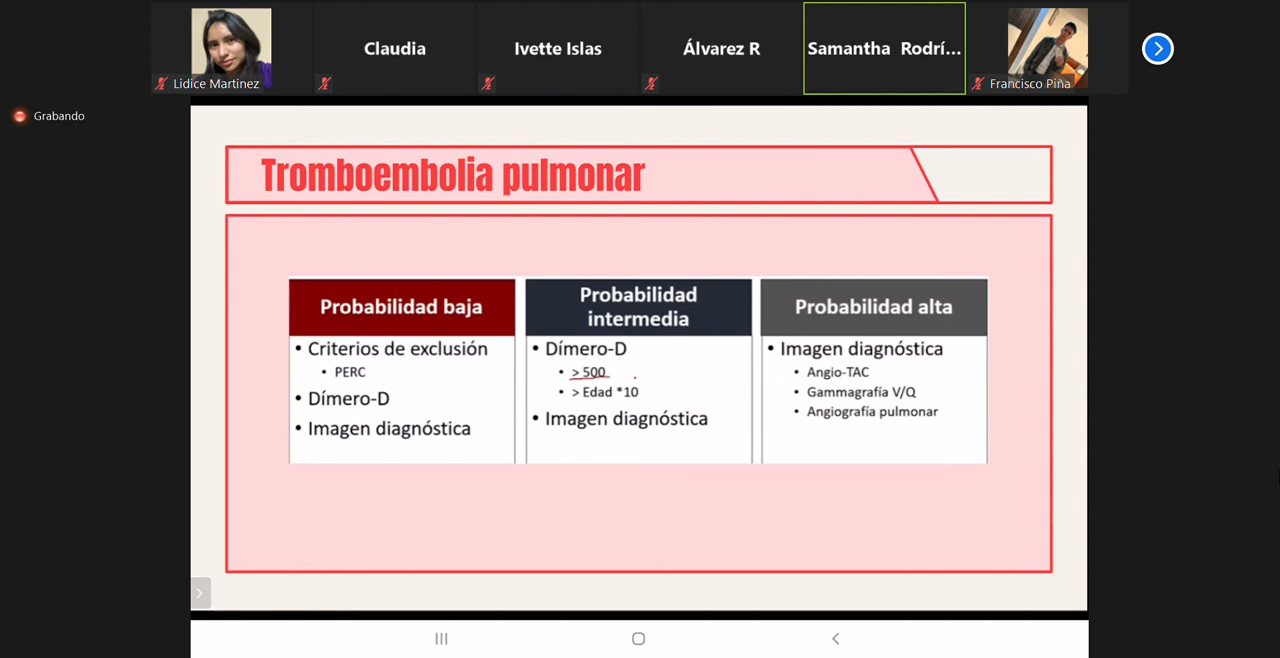 Claudia
Ivette Islas
Álvarez R
Samantha Rodrí...
Lidice Martinez
Francisco Piña
Grabando
Tromboembolia pulmonar
Probabilidad baja
• Criterios de exclusión
• PERC
• Dímero-D
• Imagen diagnóstica
Probabilidad
intermedia
• Dímero-D
• > 500
• > Edad *10
• Imagen diagnóstica
Probabilidad alta
• Imagen diagnóstica
• Angio-TAC
• Gammagrafía V/Q
• Angiografía pulmonar